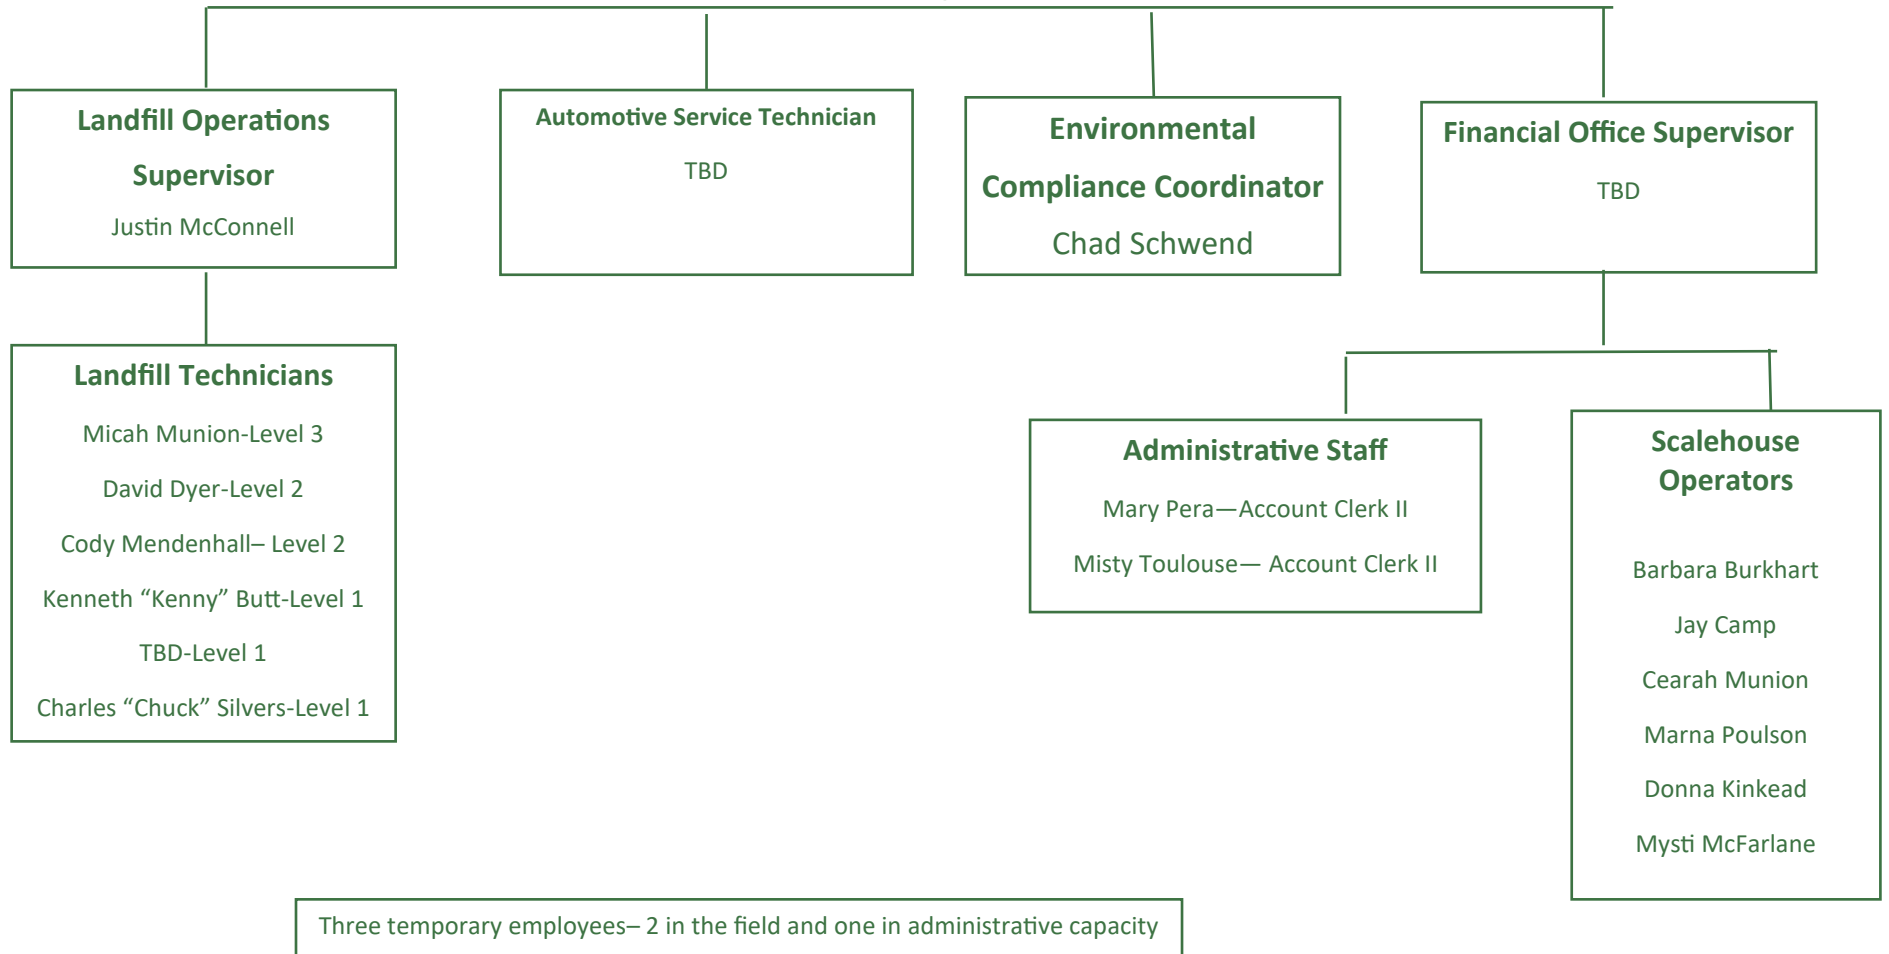 Landfill Operations
Supervisor
Justin McConnell
Automotive Service Technician
TBD
Environmental
Compliance Coordinator
Chad Schwend
Financial Office Supervisor
TBD
Landfill Technicians
Micah Munion-Level 3
David Dyer-Level 2
Cody Mendenhall– Level 2
Kenneth “Kenny” Butt-Level 1
TBD-Level 1
Charles “Chuck” Silvers-Level 1
Administrative Staff
Mary Pera—Account Clerk II
Misty Toulouse— Account Clerk II
Scalehouse
Operators
Barbara Burkhart
Jay Camp
Cearah Munion
Marna Poulson
Donna Kinkead
Mysti McFarlane
Three temporary employees– 2 in the field and one in administrative capacity